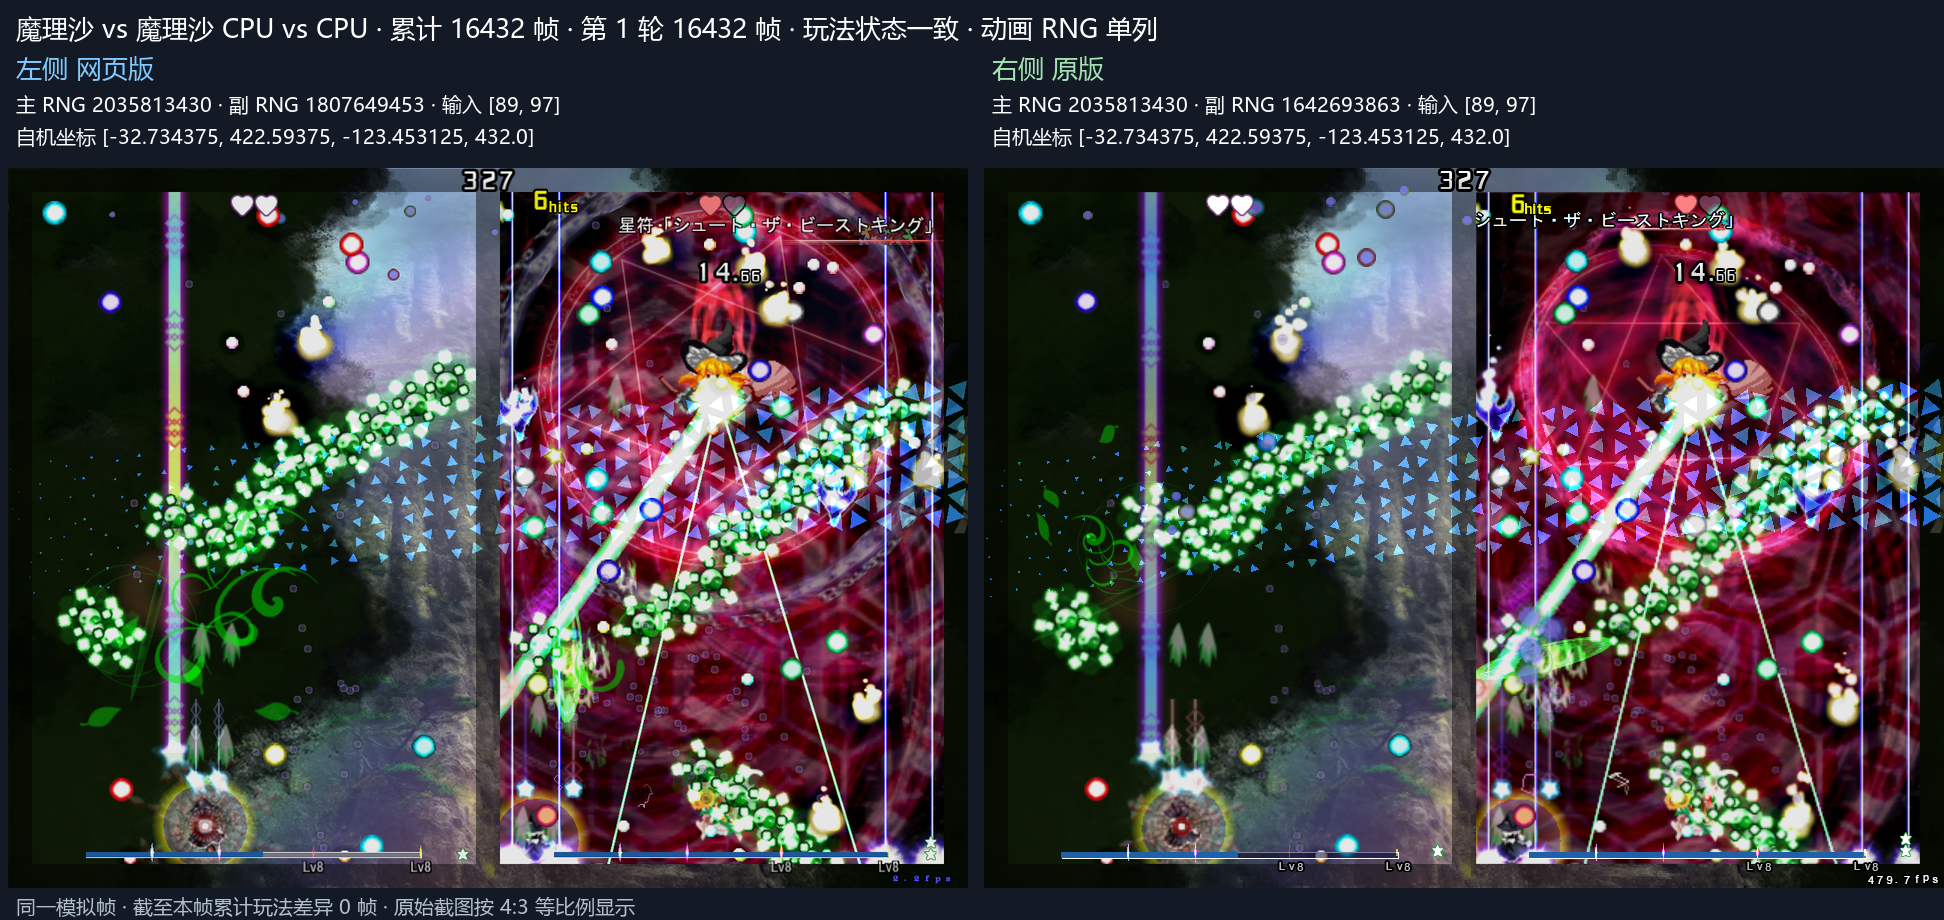 魔理沙 vs 魔理沙 CPU vs CPU · 累计 16432 帧 · 第 1 轮 16432 帧 · 玩法状态一致 · 动画 RNG 单列
左侧 网页版
主 RNG 2035813430 · 副 RNG 1807649453 · 输入 [89, 97]
自机坐标 [-32.734375, 422.59375, -123.453125, 432.0]
右侧 原版
主 RNG 2035813430 · 副 RNG 1642693863 · 输入 [89, 97]
自机坐标 [-32.734375, 422.59375, -123.453125, 432.0]
327
6hits
星符「シュート・ザ・ビーストキング」
14.66
Lv8
Lv8
Lv8
Lv8
2.2fps
327
6hits
シュート・ザ・ビーストキング」
14.66
Lv8
Lv8
Lv8
Lv8
479.7fps
同一模拟帧 · 截至本帧累计玩法差异 0 帧 · 原始截图按 4:3 等比例显示